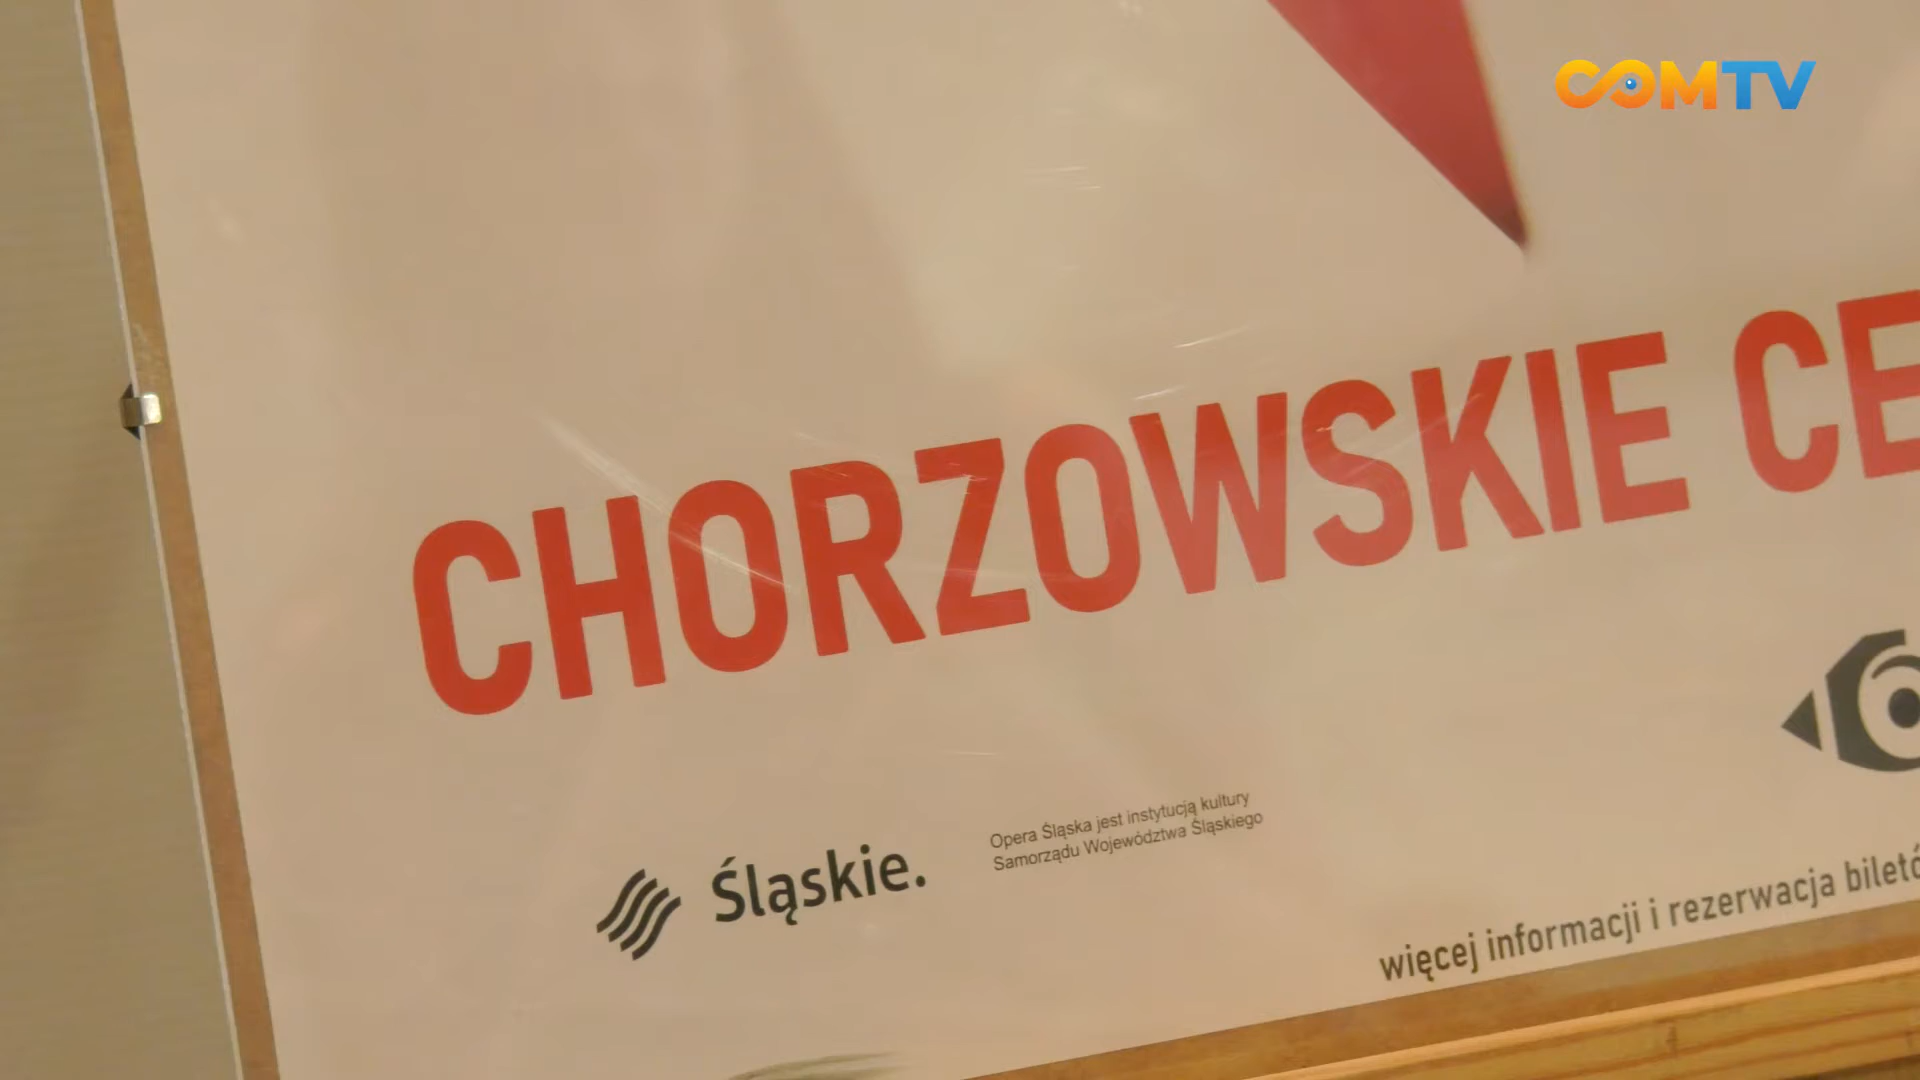 COMTV
CHORZOWSKIE CE
Śląskie.
Opera Śląska jest instytucją kultury
Samorządu Województwa Śląskiego
więcej informacji i rezerwacja biletó